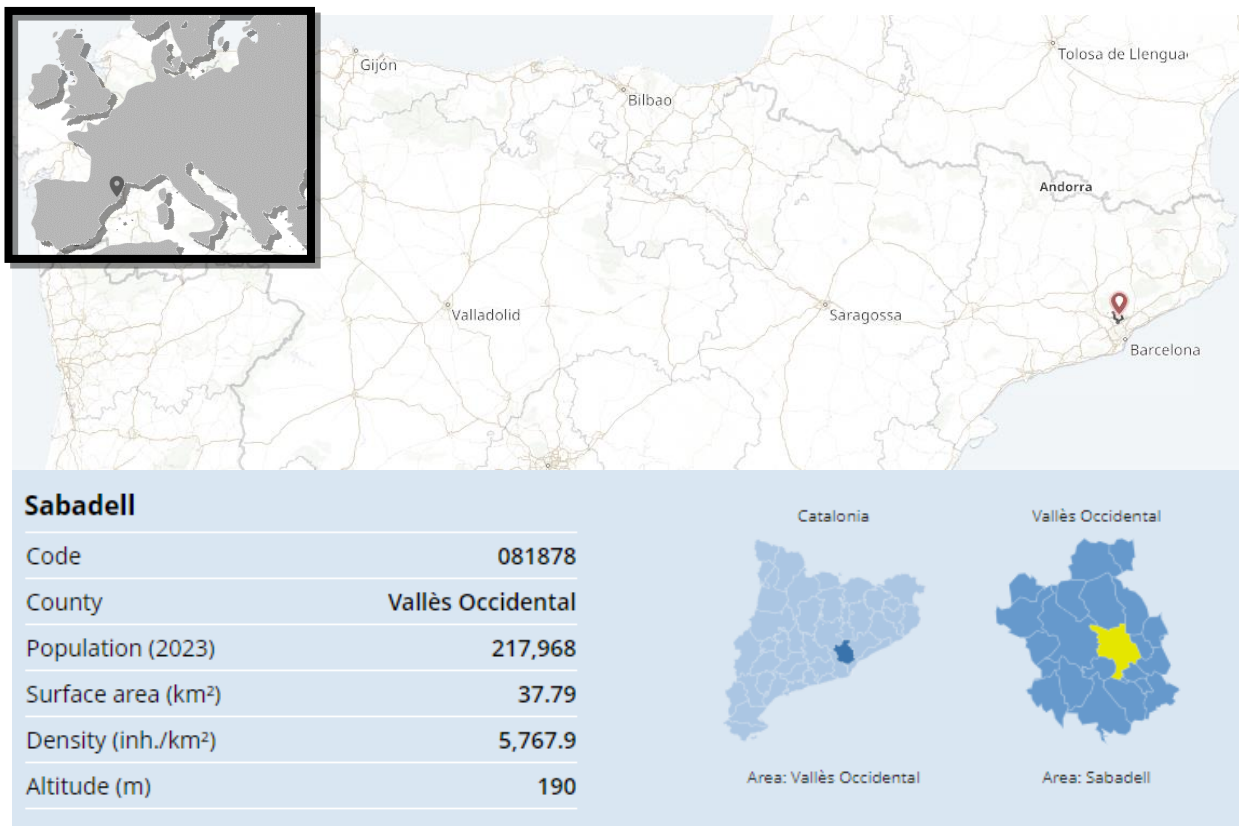 Gijón
Bilbao
Tolosa de Llengua
Andorra
Valladolid
Saragossa
Barcelona
Sabadell
Code 081878
County Vallès Occidental
Population (2023) 217,968
Surface area (km²) 37.79
Density (inh./km²) 5,767.9
Altitude (m) 190
Catalonia
Vallès Occidental
Area: Vallès Occidental
Area: Sabadell